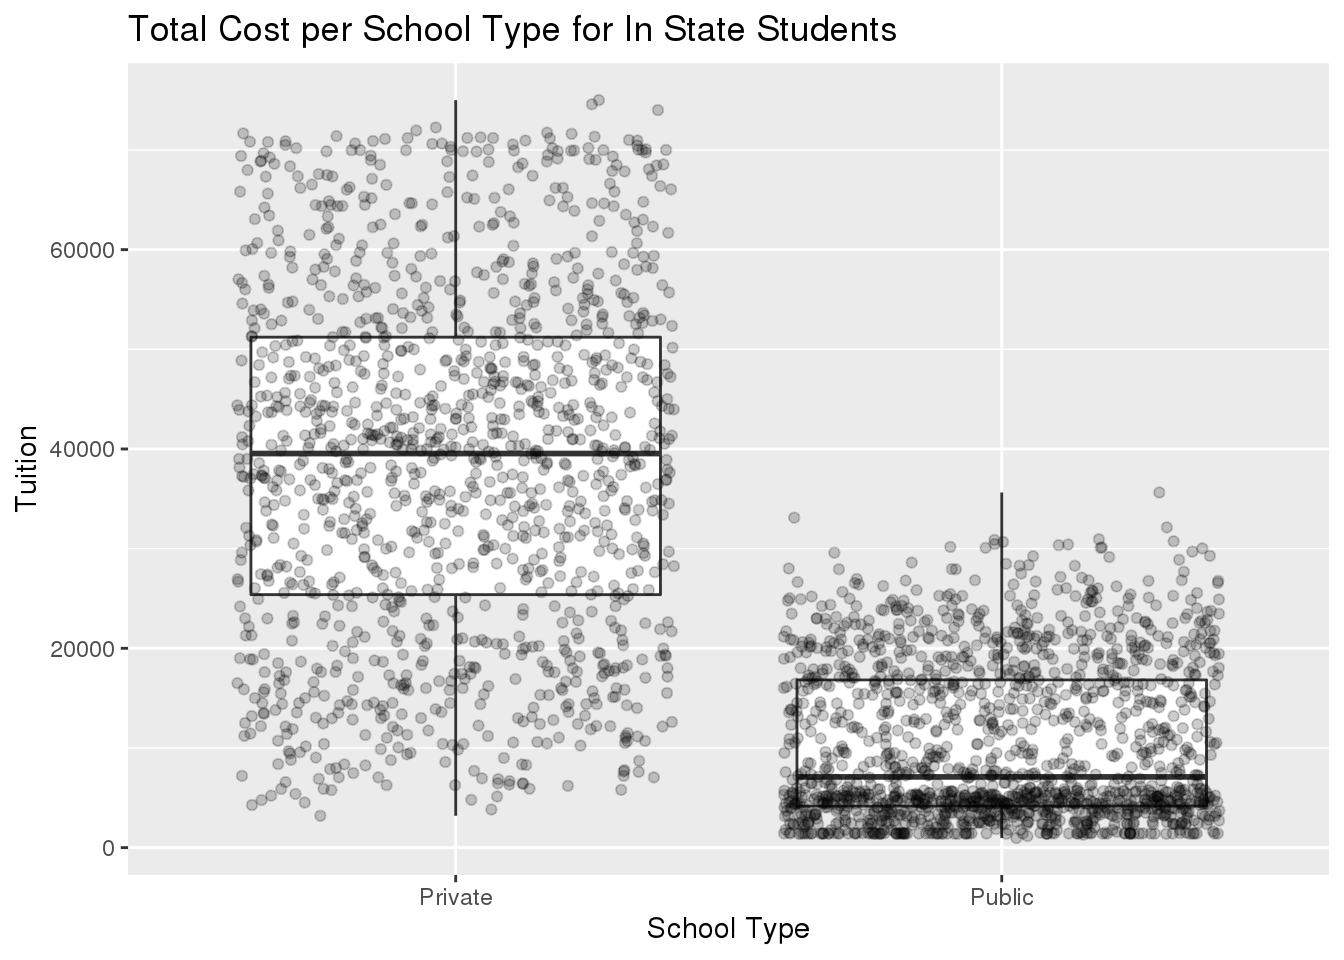 Total Cost per School Type for In State Students
60000
40000
20000
0
Tuition
Private
Public
School Type